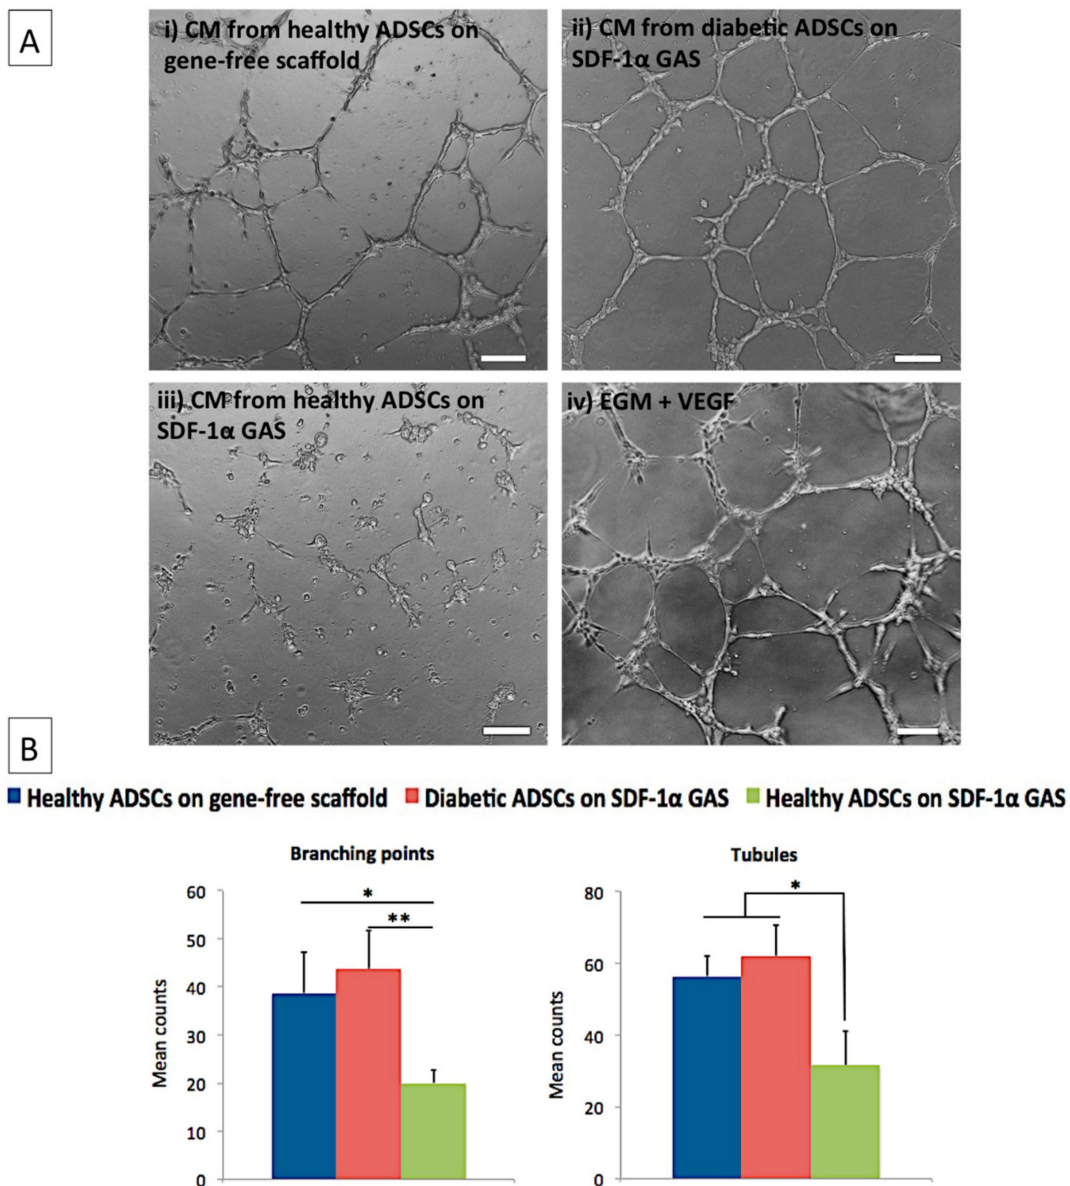 A
i) CM from healthy ADSCs on
gene-free scaffold
ii) CM from diabetic ADSCs on
SDF-1α GAS
iii) CM from healthy ADSCs on
SDF-1α GAS
iv) EGM + VEGF
B
Healthy ADSCs on gene-free scaffold Diabetic ADSCs on SDF-1α GAS Healthy ADSCs on SDF-1α GAS
Branching points
60
50
40
30
20
10
0
Mean counts
*
**
Tubules
80
60
40
20
0
Mean counts
*